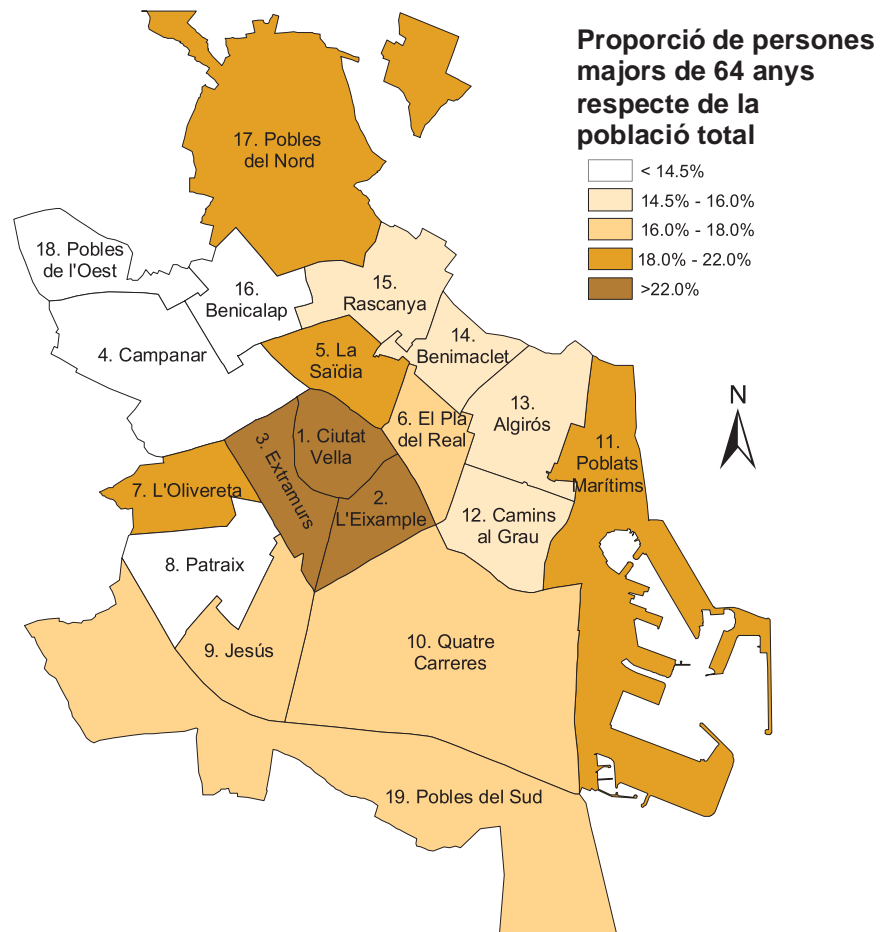 Proporció de persones
majors de 64 anys
respecte de la
població total
< 14.5%
14.5% - 16.0%
16.0% - 18.0%
18.0% - 22.0%
>22.0%
N
17. Pobles
del Nord
18. Pobles
de l'Oest
16.
Benicalap
15.
Rascanya
4. Campanar
5. La
Saïdia
14.
Benimaclet
13.
Algirós
6. El Pla
del Real
1. Ciutat
Vella
3. Extramurs
2.
L'Eixample
7. L'Olivereta
11.
Poblats
Marítims
12. Camins
al Grau
8. Patraix
9. Jesús
10. Quatre
Carreres
19. Pobles del Sud